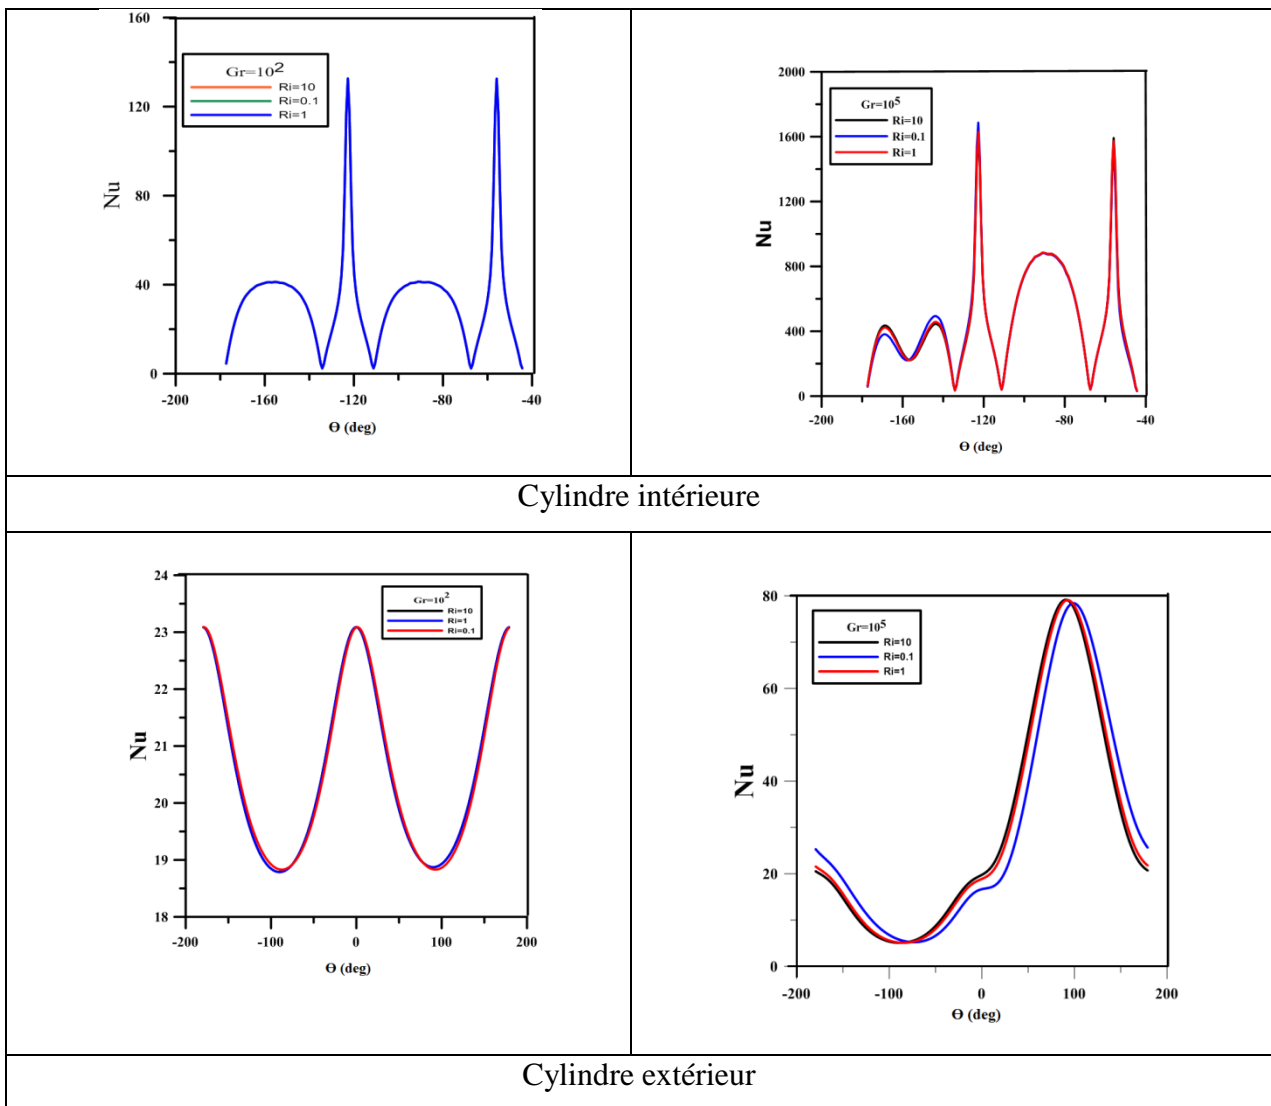 160
120
80
40
0
Nu
Gr=10²
Ri=10
Ri=0.1
Ri=1
-200 -160 -120 -80 -40
Θ (deg)
2000
1600
1200
800
400
0
Nu
Gr=10⁵
Ri=10
Ri=0.1
Ri=1
-200 -160 -120 -80 -40
Θ (deg)
Cylindre intérieure
24
23
22
21
20
19
18
Nu
Gr=10²
Ri=10
Ri=1
Ri=0.1
-200 -100 0 100 200
Θ (deg)
80
60
40
20
0
Nu
Gr=10⁵
Ri=10
Ri=0.1
Ri=1
-200 -100 0 100 200
Θ (deg)
Cylindre extérieur